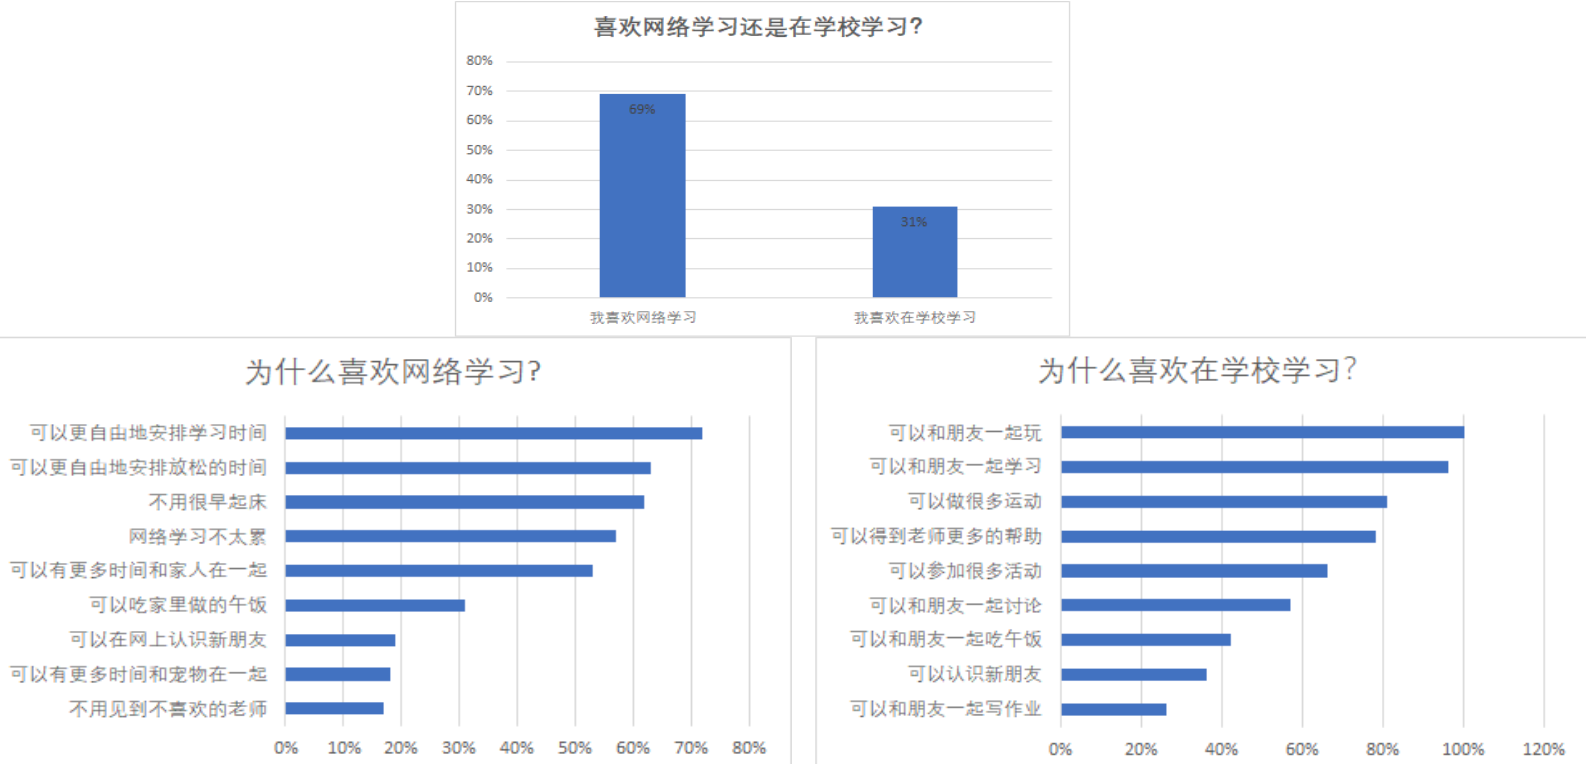 喜欢网络学习还是在学校学习?
80%
70%
60%
50%
40%
30%
20%
10%
0%
69%
31%
我喜欢网络学习
我喜欢在学校学习
为什么喜欢网络学习?
可以更自由地安排学习时间
可以更自由地安排放松的时间
不用很早起床
网络学习不太累
可以有更多时间和家人在一起
可以吃家里做的午饭
可以在网上认识新朋友
可以有更多时间和宠物在一起
不用见到不喜欢的老师
0% 10% 20% 30% 40% 50% 60% 70% 80%
为什么喜欢在学校学习?
可以和朋友一起玩
可以和朋友一起学习
可以做很多运动
可以得到老师更多的帮助
可以参加很多活动
可以和朋友一起讨论
可以和朋友一起吃午饭
可以认识新朋友
可以和朋友一起写作业
0% 20% 40% 60% 80% 100% 120%